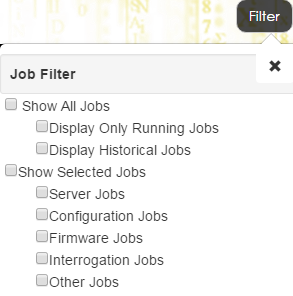 Filter
Job Filter
Show All Jobs
Display Only Running Jobs
Display Historical Jobs
Show Selected Jobs
Server Jobs
Configuration Jobs
Firmware Jobs
Interrogation Jobs
Other Jobs